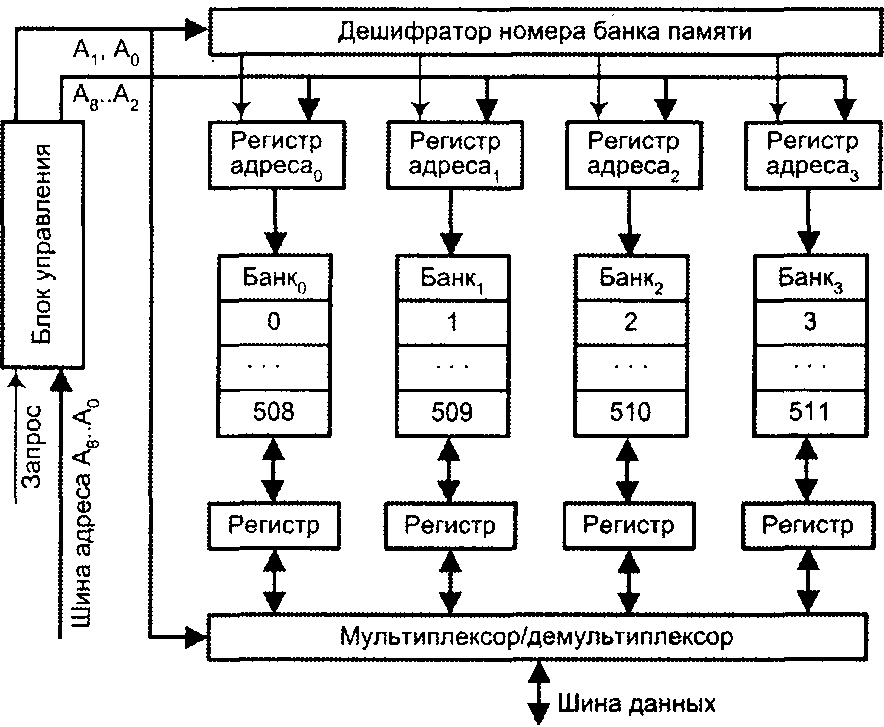 Дешифратор номера банка памяти
A₁, A₀
A₈..A₂
Блок управления
Запрос
Шина адреса A₈..A₀
Регистр
адреса₀
Регистр
адреса₁
Регистр
адреса₂
Регистр
адреса₃
Банк₀
0
...
508
Банк₁
1
...
509
Банк₂
2
...
510
Банк₃
3
...
511
Регистр
Регистр
Регистр
Регистр
Мультиплексор/демультиплексор
Шина данных